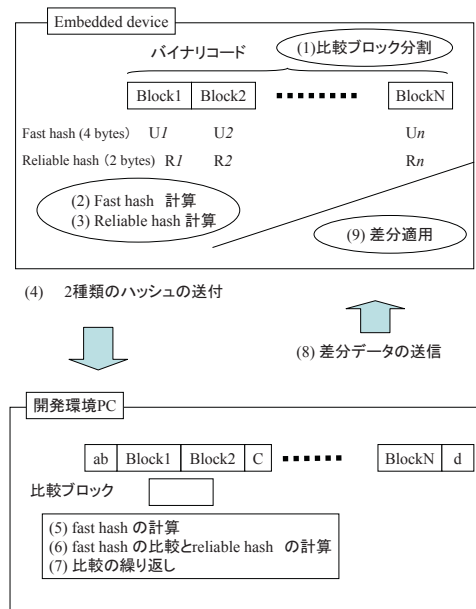 Embedded device
バイナリコード
(1)比較ブロック分割
Block1 Block2 BlockN
Fast hash (4 bytes) U1 U2 Un
Reliable hash (2 bytes) R1 R2 Rn
(2) Fast hash 計算
(3) Reliable hash 計算
(9) 差分適用
(4) 2種類のハッシュの送付
(8) 差分データの送信
開発環境PC
ab Block1 Block2 C BlockN d
比較ブロック
(5) fast hash の計算
(6) fast hash の比較とreliable hash の計算
(7) 比較の繰り返し